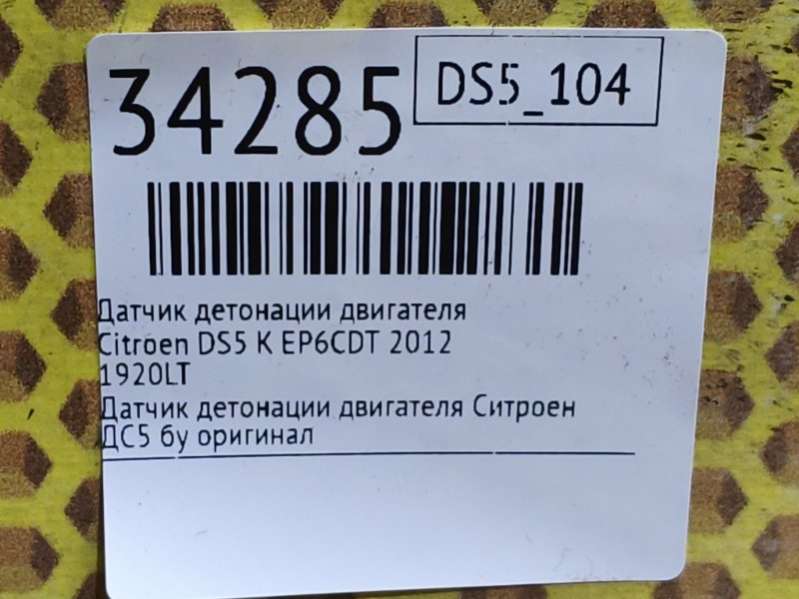 34285
DS5_104
Датчик детонации двигателя
Citroen DS5 K EP6CDT 2012
1920LT
Датчик детонации двигателя Ситроен
ДС5 бу оригинал